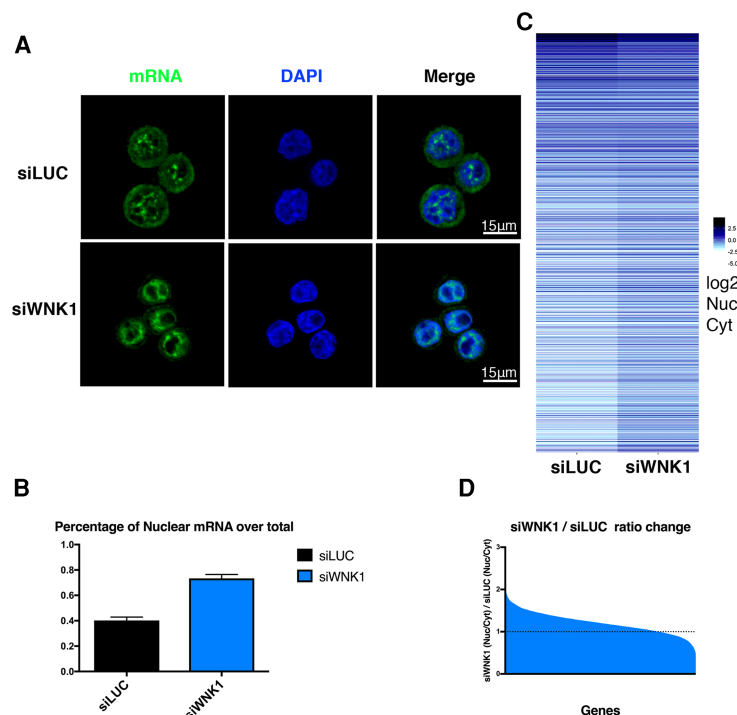 A
mRNA
DAPI
Merge
siLUC
15µm
siWNK1
15µm
B
Percentage of Nuclear mRNA over total
1.0
0.8
0.6
0.4
0.2
0.0
siLUC
siWNK1
siLUC
siWNK1
C
siLUC
siWNK1
2.5
0.0
-2.5
-5.0
log2
Nuc
Cyt
D
siWNK1 / siLUC ratio change
siWNK1 (Nuc/Cyt) / siLUC (Nuc/Cyt)
3
2
1
0
Genes